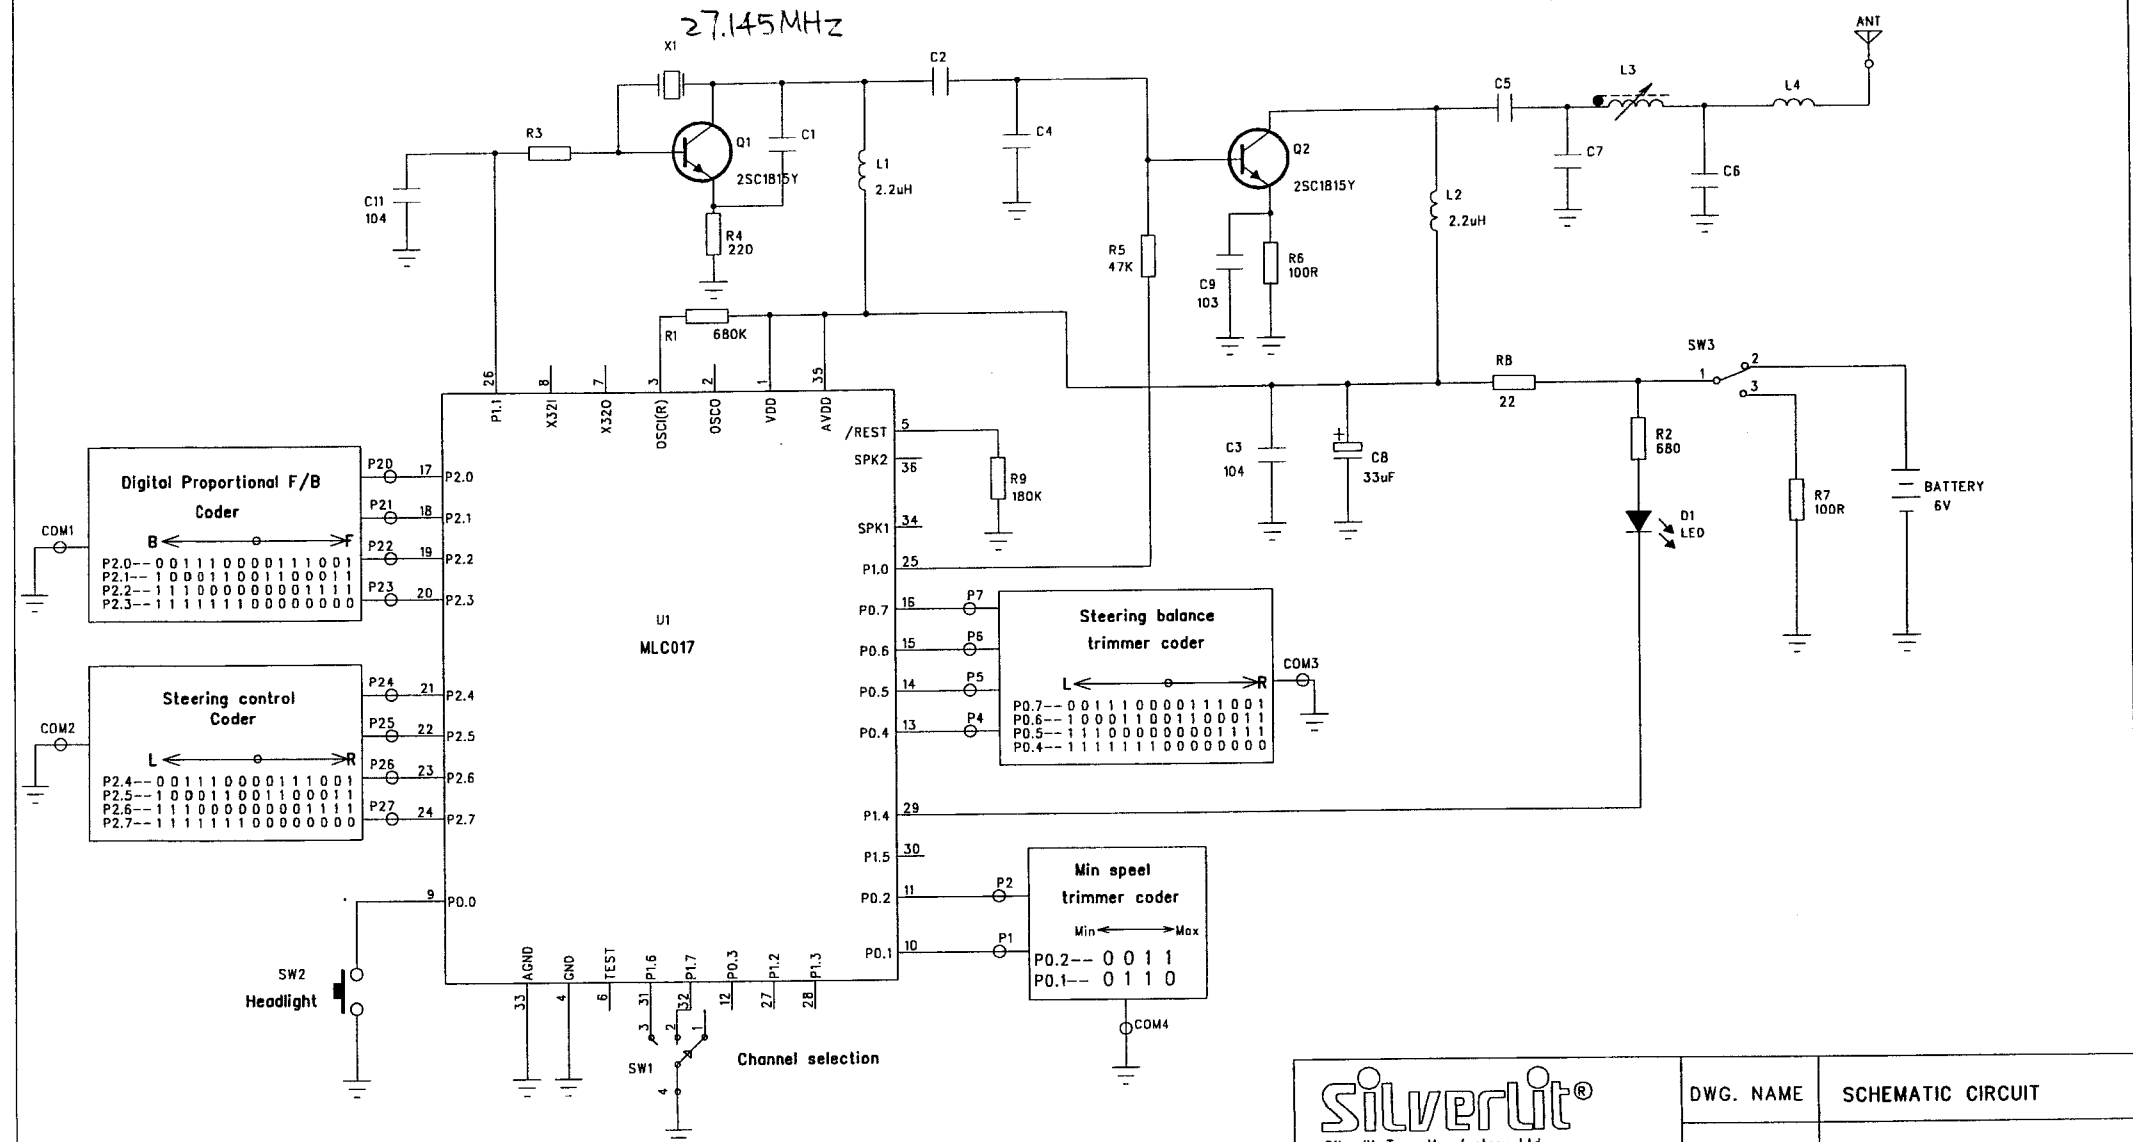 27.145MHz
X1
C2
ANT
C5
L3
L4
R3
Q1
2SC1815Y
C1
L1
2.2uH
C4
Q2
2SC1815Y
C7
C6
C11
104
R4
220
L2
2.2uH
R5
47K
C9
103
R6
100R
R1
680K
SW3
1
2
3
R8
22
26
8
7
3
2
1
35
P1.1
X32I
X32O
OSCI(R)
OSCO
VDD
AVDD
/REST
5
SPK2
36
R9
180K
SPK1
34
P1.0
25
C3
104
+
C8
33uF
R2
680
D1
LED
R7
100R
BATTERY
6V
Digital Proportional F/B
Coder
B F
P2.0--0 0 1 1 1 0 0 0 0 1 1 1 0 0 1
P2.1--1 0 0 0 1 1 0 0 1 1 0 0 0 1 1
P2.2--1 1 1 0 0 0 0 0 0 0 0 1 1 1 1
P2.3--1 1 1 1 1 1 1 0 0 0 0 0 0 0 0
COM1
P20
17
P2.0
P21
18
P2.1
P22
19
P2.2
P23
20
P2.3
U1
MLC017
P0.7
16
P7
P0.6
15
P6
P0.5
14
P5
P0.4
13
P4
Steering balance
trimmer coder
L R
P0.7--0 0 1 1 1 0 0 0 0 1 1 1 0 0 1
P0.6--1 0 0 0 1 1 0 0 1 1 0 0 0 1 1
P0.5--1 1 1 0 0 0 0 0 0 0 0 1 1 1 1
P0.4--1 1 1 1 1 1 1 0 0 0 0 0 0 0 0
COM3
Steering control
Coder
L R
P2.4--0 0 1 1 1 0 0 0 0 1 1 1 0 0 1
P2.5--1 0 0 0 1 1 0 0 1 1 0 0 0 1 1
P2.6--1 1 1 0 0 0 0 0 0 0 0 1 1 1 1
P2.7--1 1 1 1 1 1 1 0 0 0 0 0 0 0 0
COM2
P24
21
P2.4
P25
22
P2.5
P26
23
P2.6
P27
24
P2.7
P1.4
29
P1.5
30
P0.2
11
P2
P0.1
10
P1
Min speel
trimmer coder
Min Max
P0.2-- 0 0 1 1
P0.1-- 0 1 1 0
COM4
9
P0.0
SW2
Headlight
AGND
GND
TEST
P1.6
P1.7
P0.3
P1.2
P1.3
33
4
6
31
32
12
27
28
3
2
1
SW1
4
Channel selection
Silverlit®
DWG. NAME
SCHEMATIC CIRCUIT